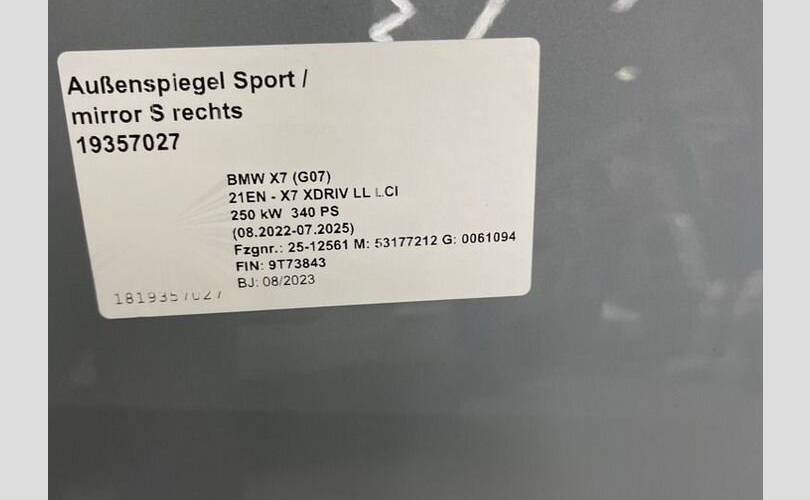 Außenspiegel Sport /
mirror S rechts
19357027
BMW X7 (G07)
21EN - X7 XDRIV LL LCI
250 kW 340 PS
(08.2022-07.2025)
Fzgnr.: 25-12561 M: 53177212 G: 0061094
FIN: 9T73843
BJ: 08/2023
1819357027